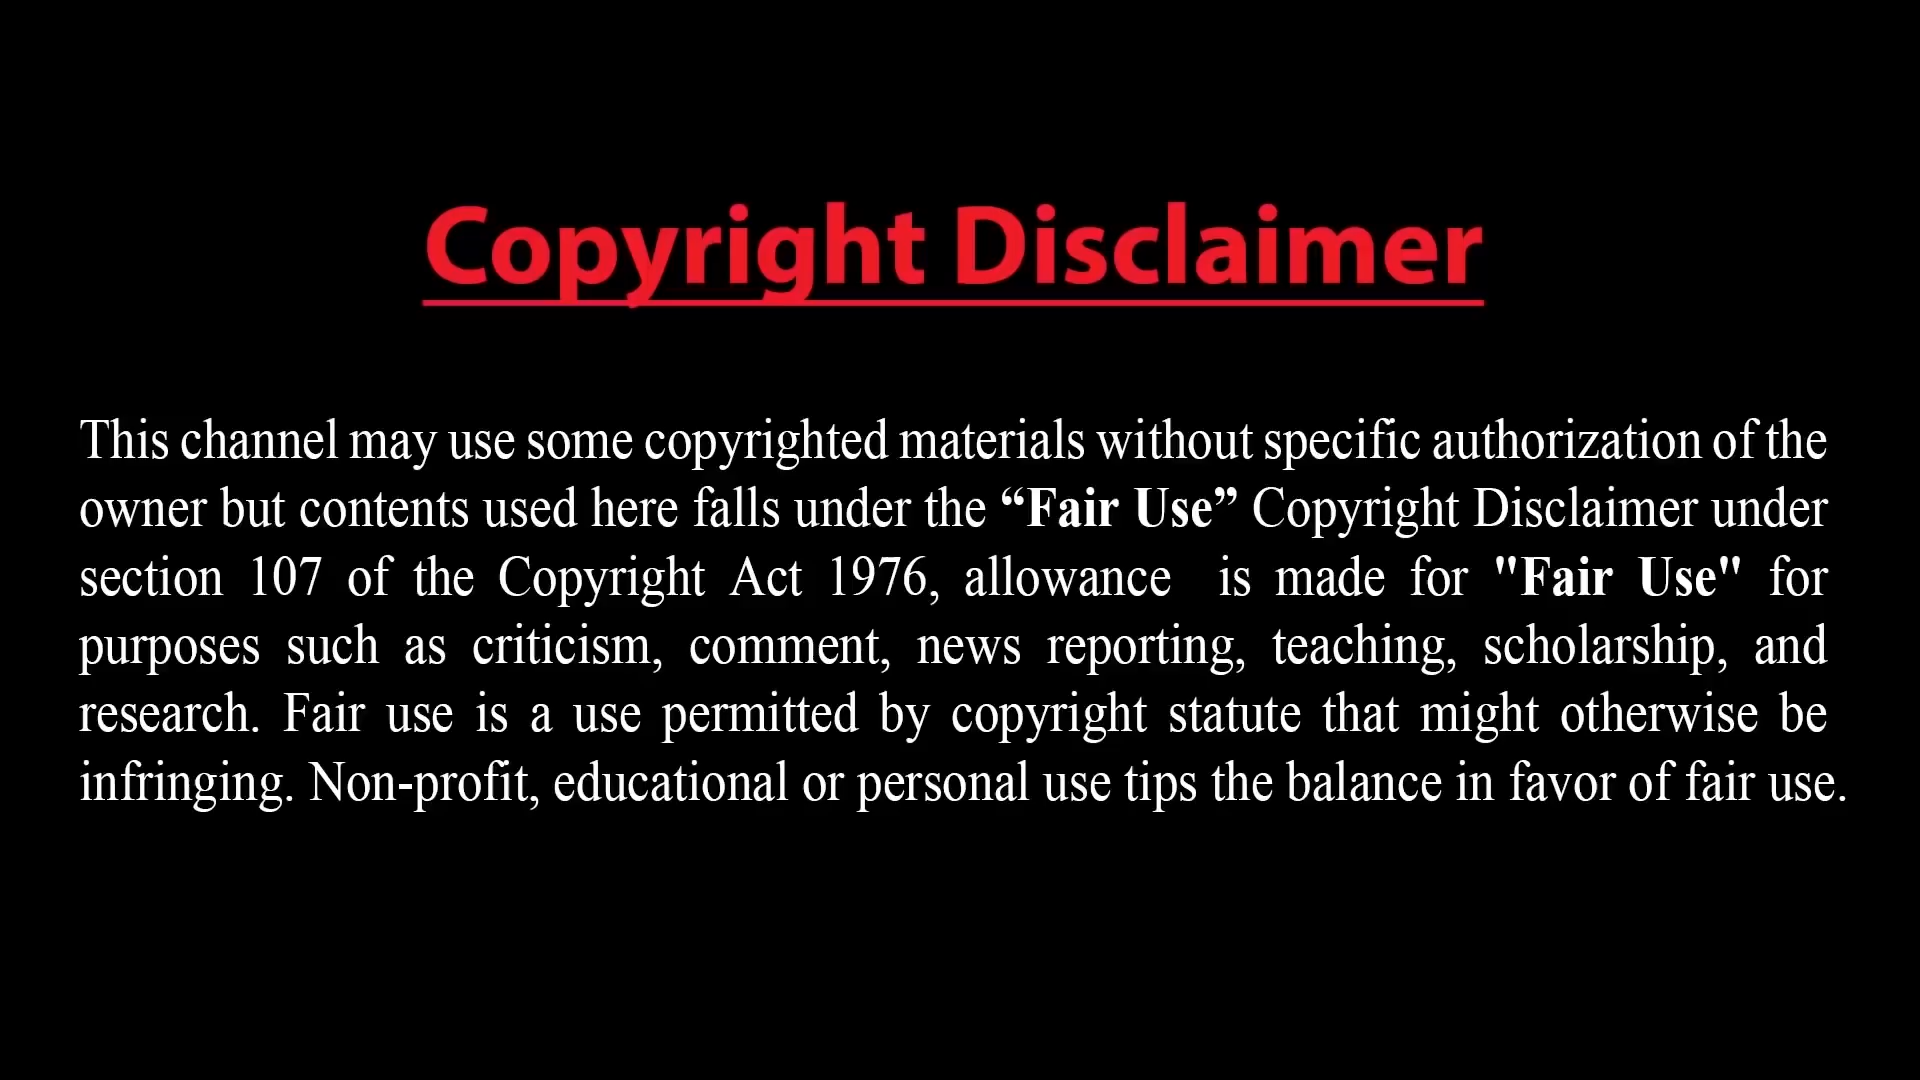 Copyright Disclaimer
This channel may use some copyrighted materials without specific authorization of the
owner but contents used here falls under the “Fair Use” Copyright Disclaimer under
section 107 of the Copyright Act 1976, allowance is made for "Fair Use" for
purposes such as criticism, comment, news reporting, teaching, scholarship, and
research. Fair use is a use permitted by copyright statute that might otherwise be
infringing. Non-profit, educational or personal use tips the balance in favor of fair use.